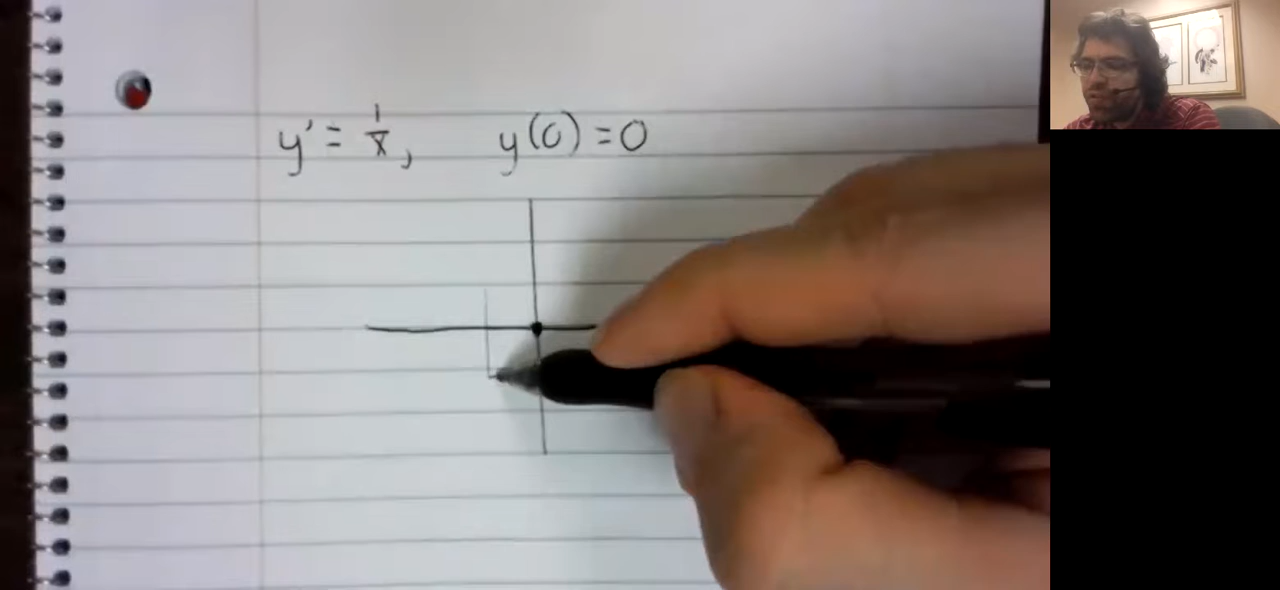 y' = 1/x, y(0) = 0